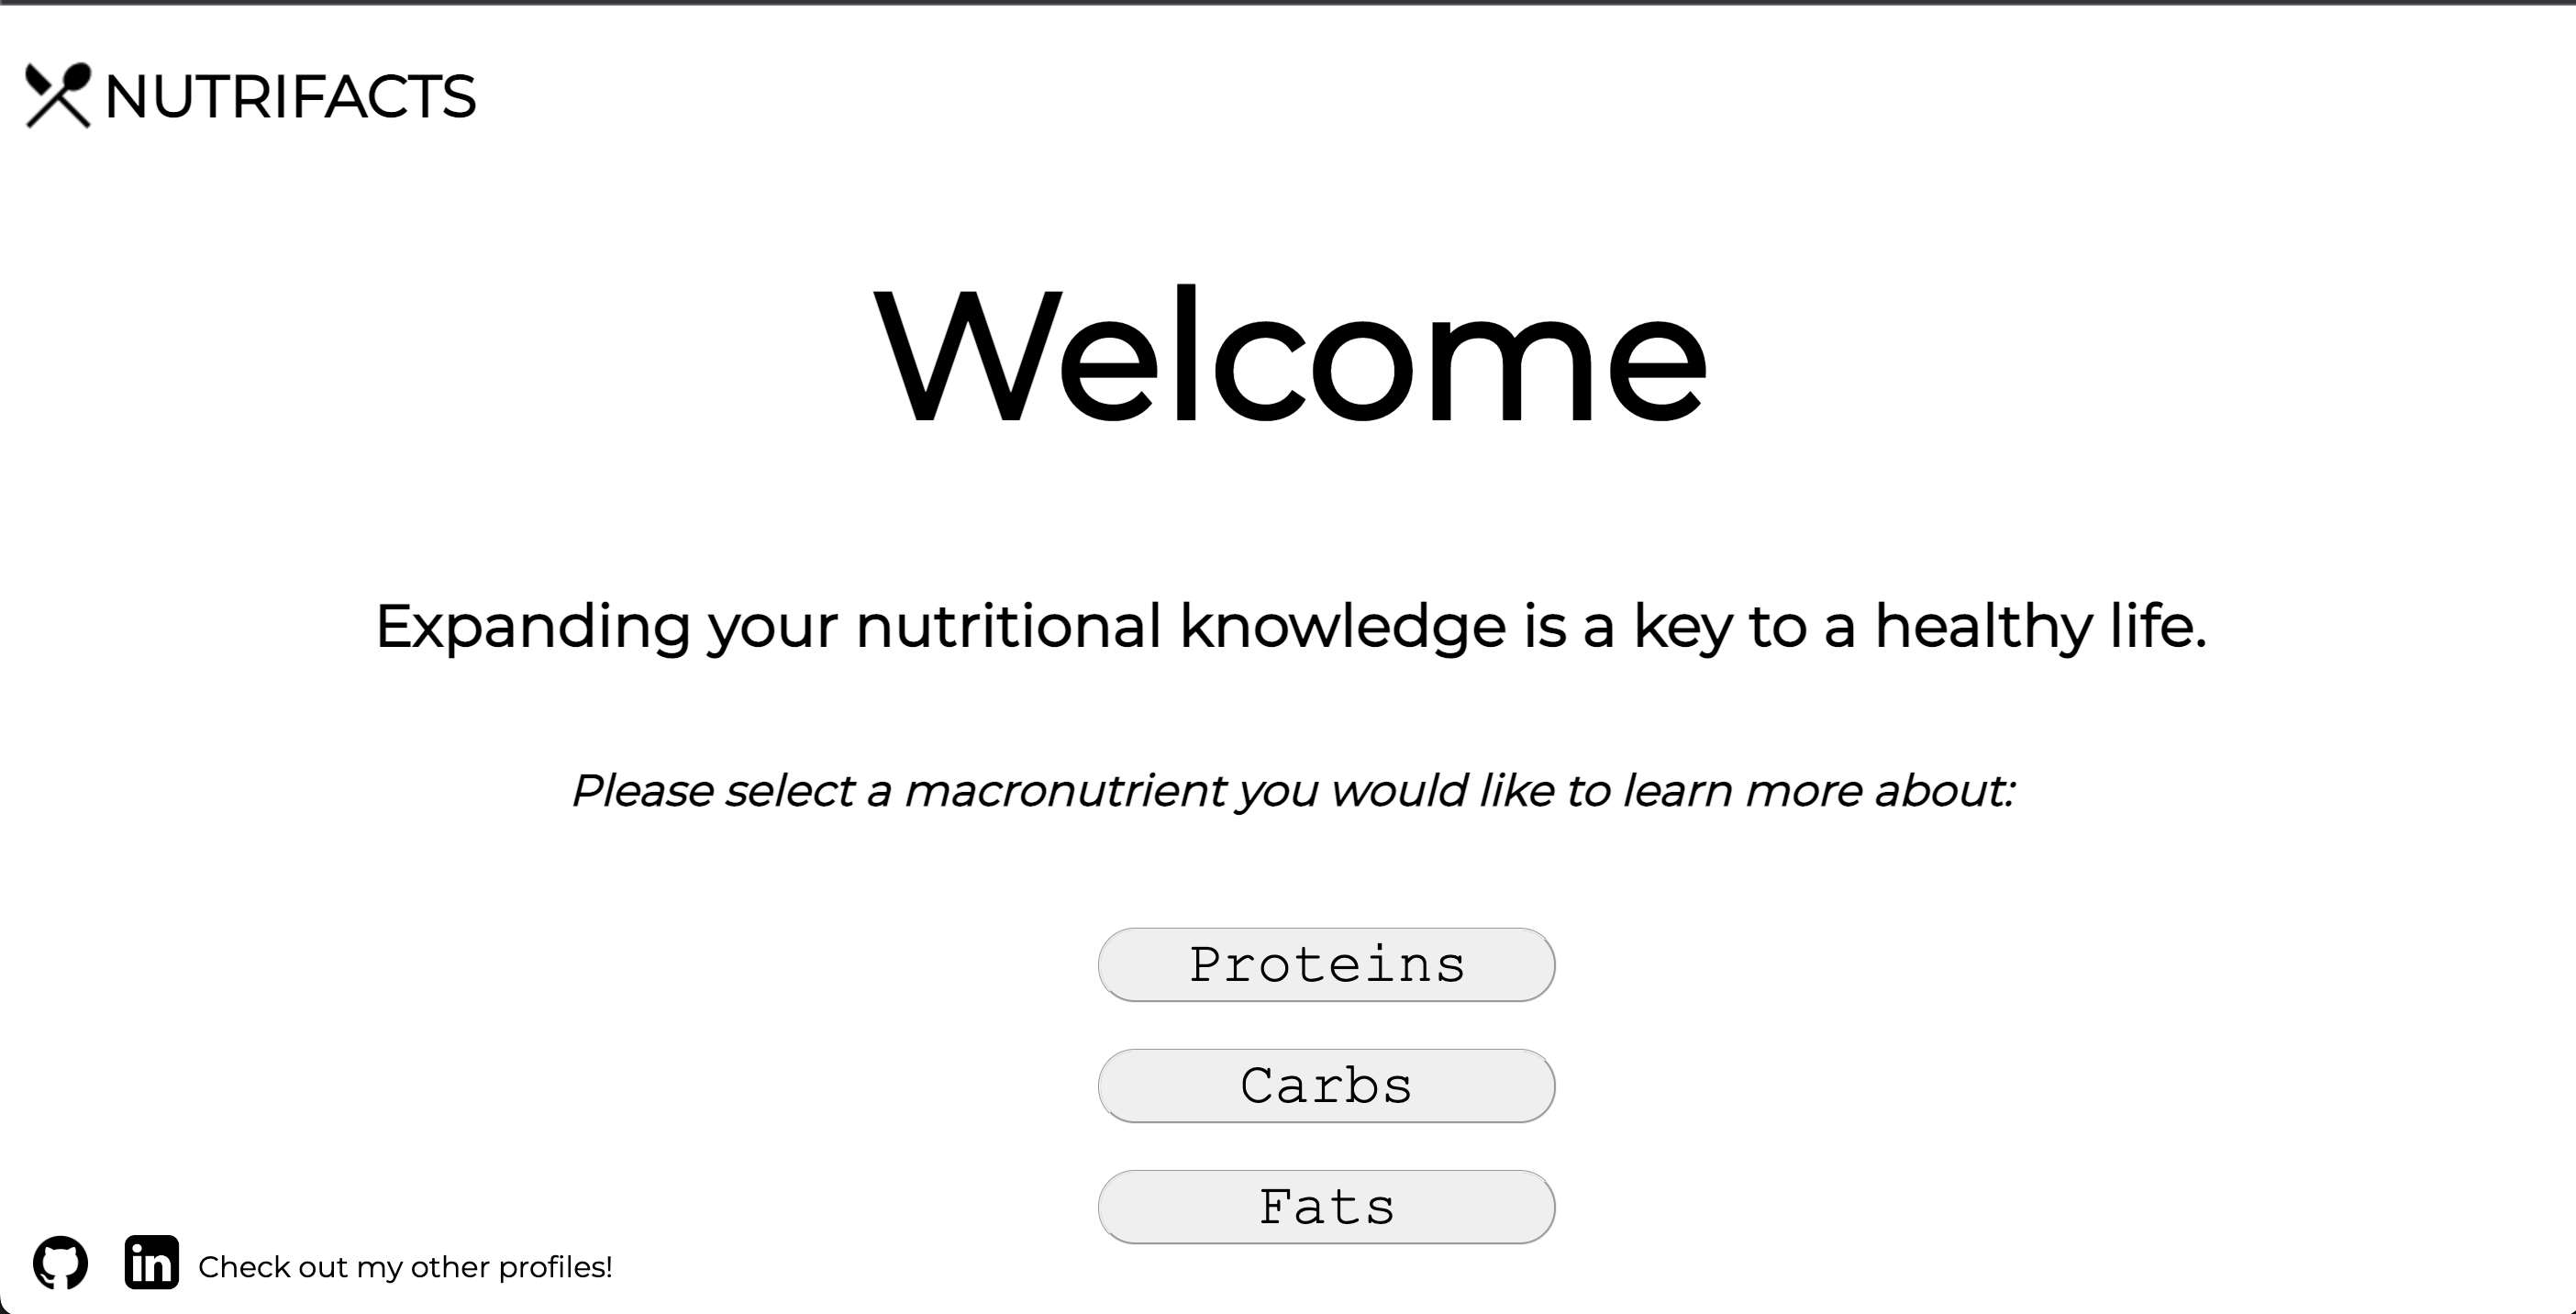 NUTRIFACTS
Welcome
Expanding your nutritional knowledge is a key to a healthy life.
Please select a macronutrient you would like to learn more about:
Proteins
Carbs
Fats
in Check out my other profiles!